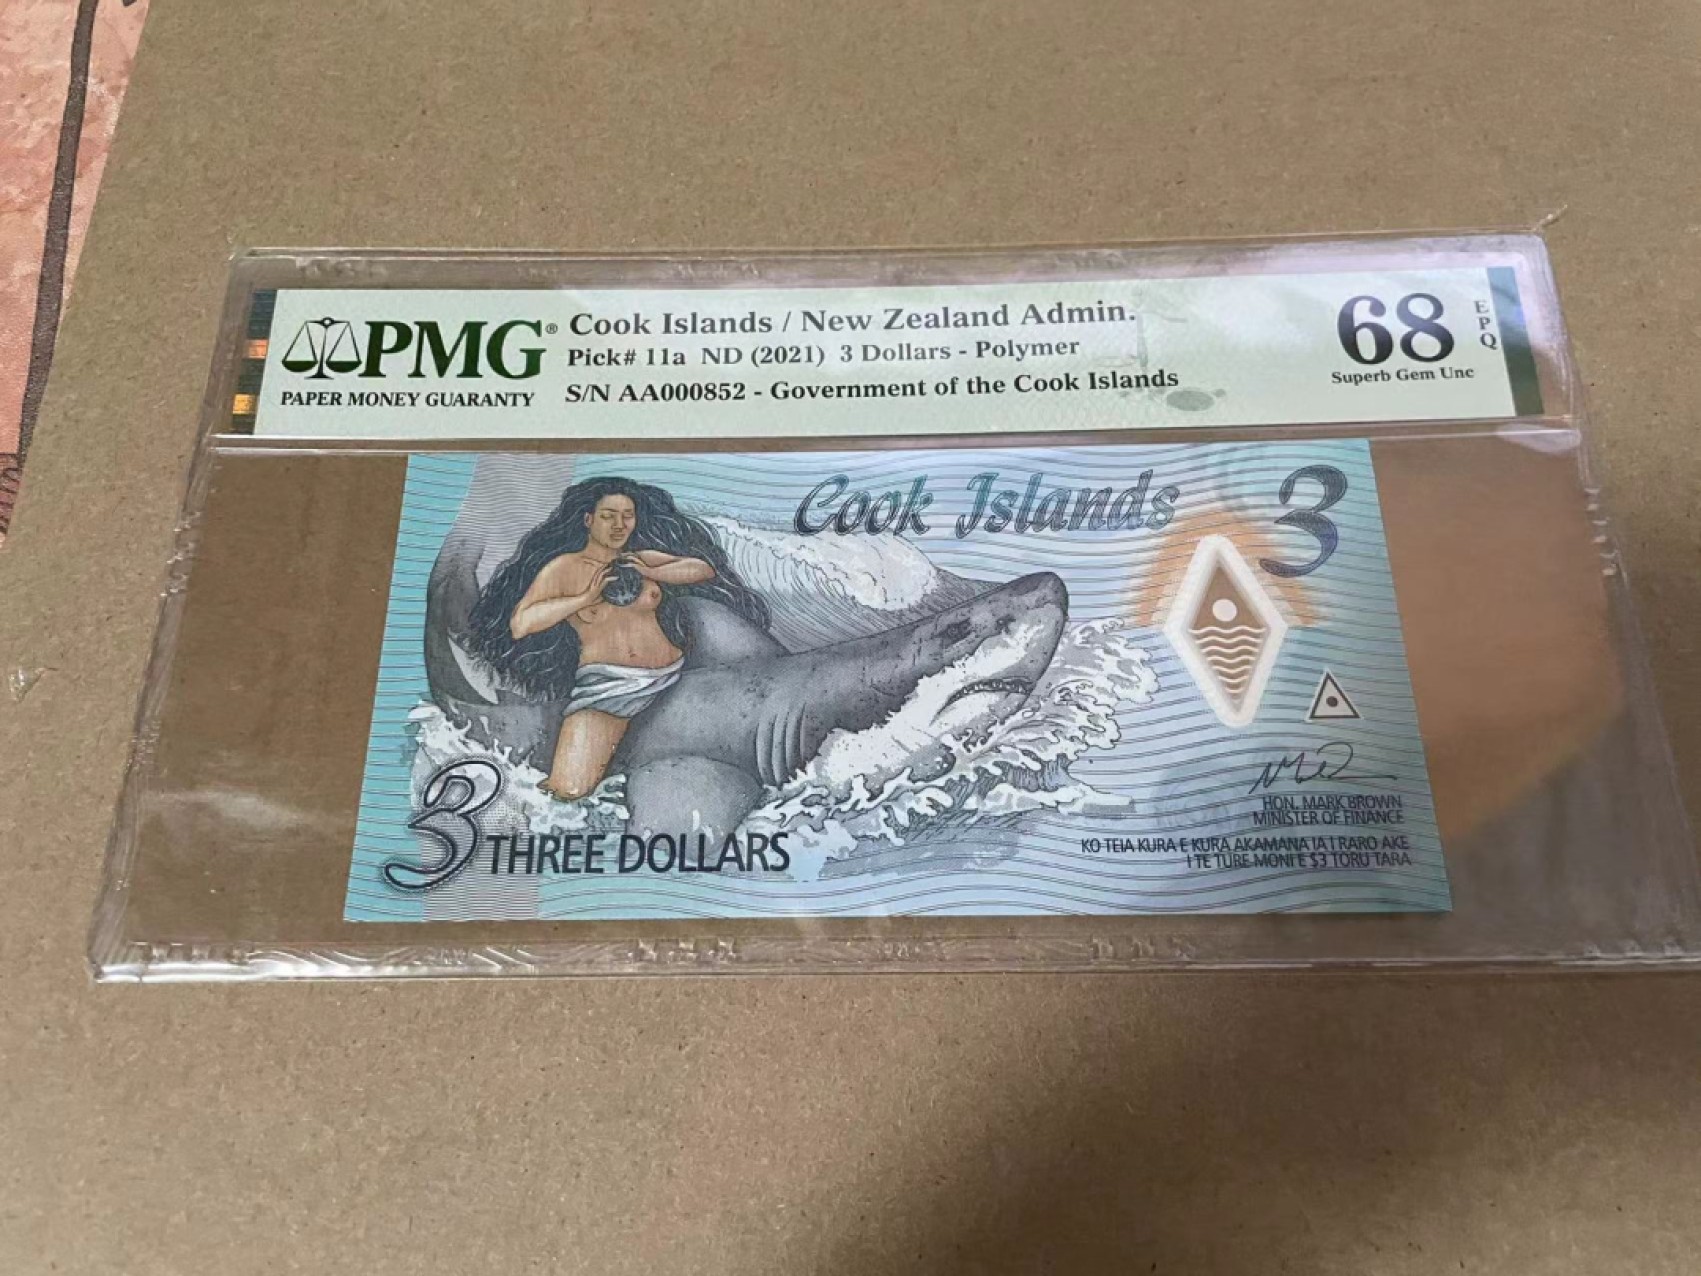 PMG®
PAPER MONEY GUARANTY
Cook Islands / New Zealand Admin.
Pick# 11a ND (2021) 3 Dollars - Polymer
S/N AA000852 - Government of the Cook Islands
68
EPQ
Superb Gem Unc
Cook Islands
3
3 THREE DOLLARS
HON. MARK BROWN
MINISTER OF FINANCE
KO TEIA KURA E KURA AKAMANA IA I RARO AKE
I TE TURE MONI E $3 TORU TARA